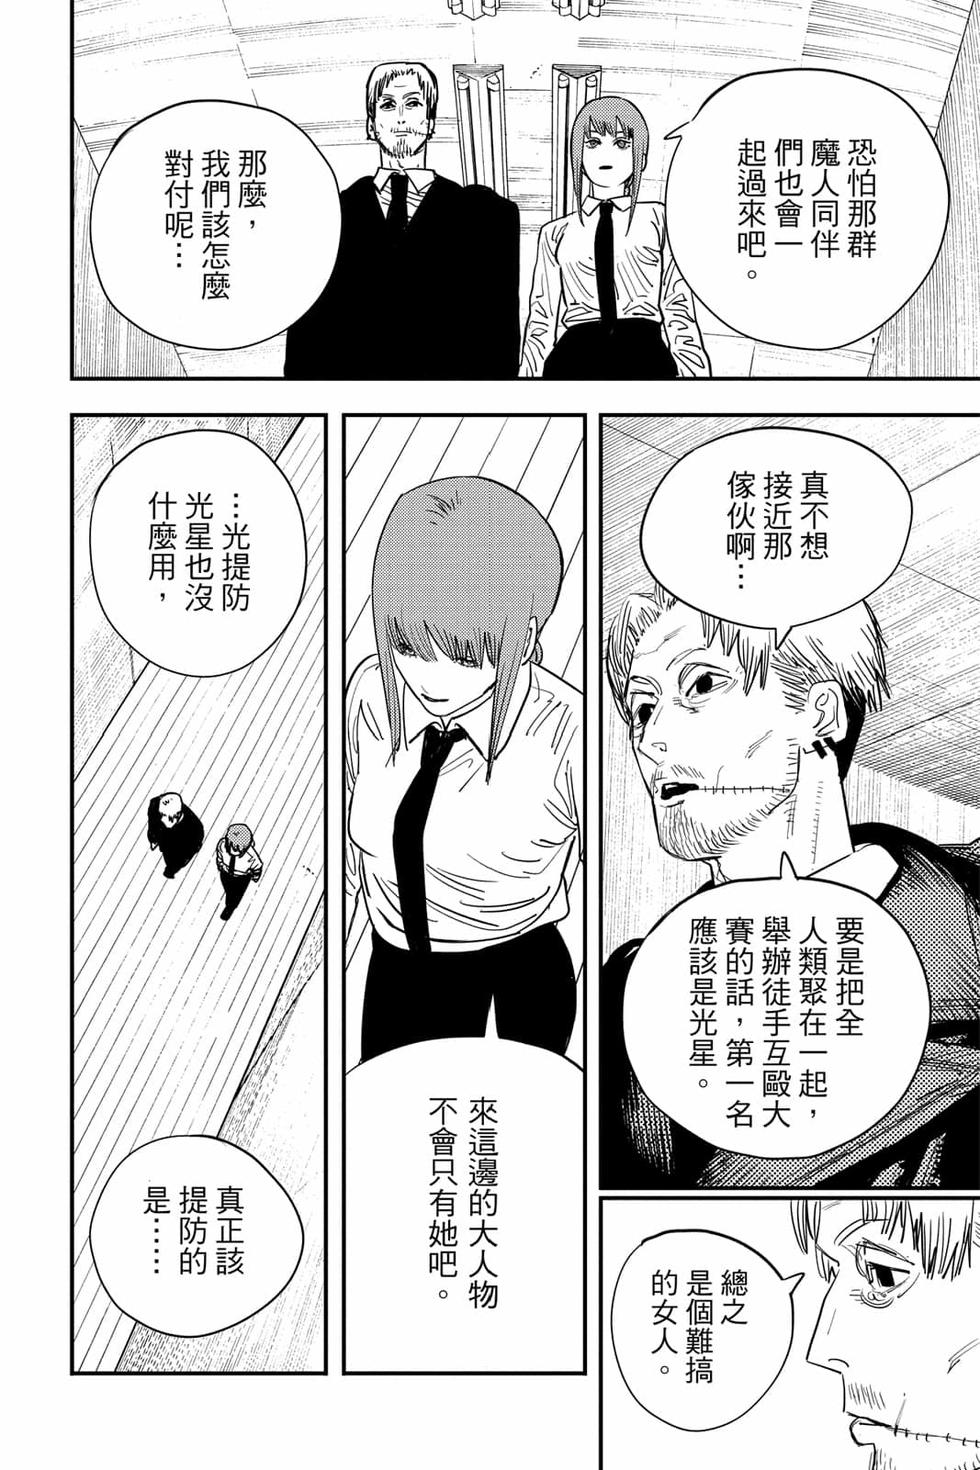 恐怕那群
魔人同伴
們也會一
起過來吧。
那麼，
我們該怎麼
對付呢…
真不想
接近那
傢伙啊…
要是把全
人類聚在一起，
舉辦徒手互毆大
賽的話，第一名
應該是光星。
總之
是個難搞
的女人。
來這邊的大人物
不會只有她吧。
…光提防
光星也沒
什麼用，
真正該
提防的
是……